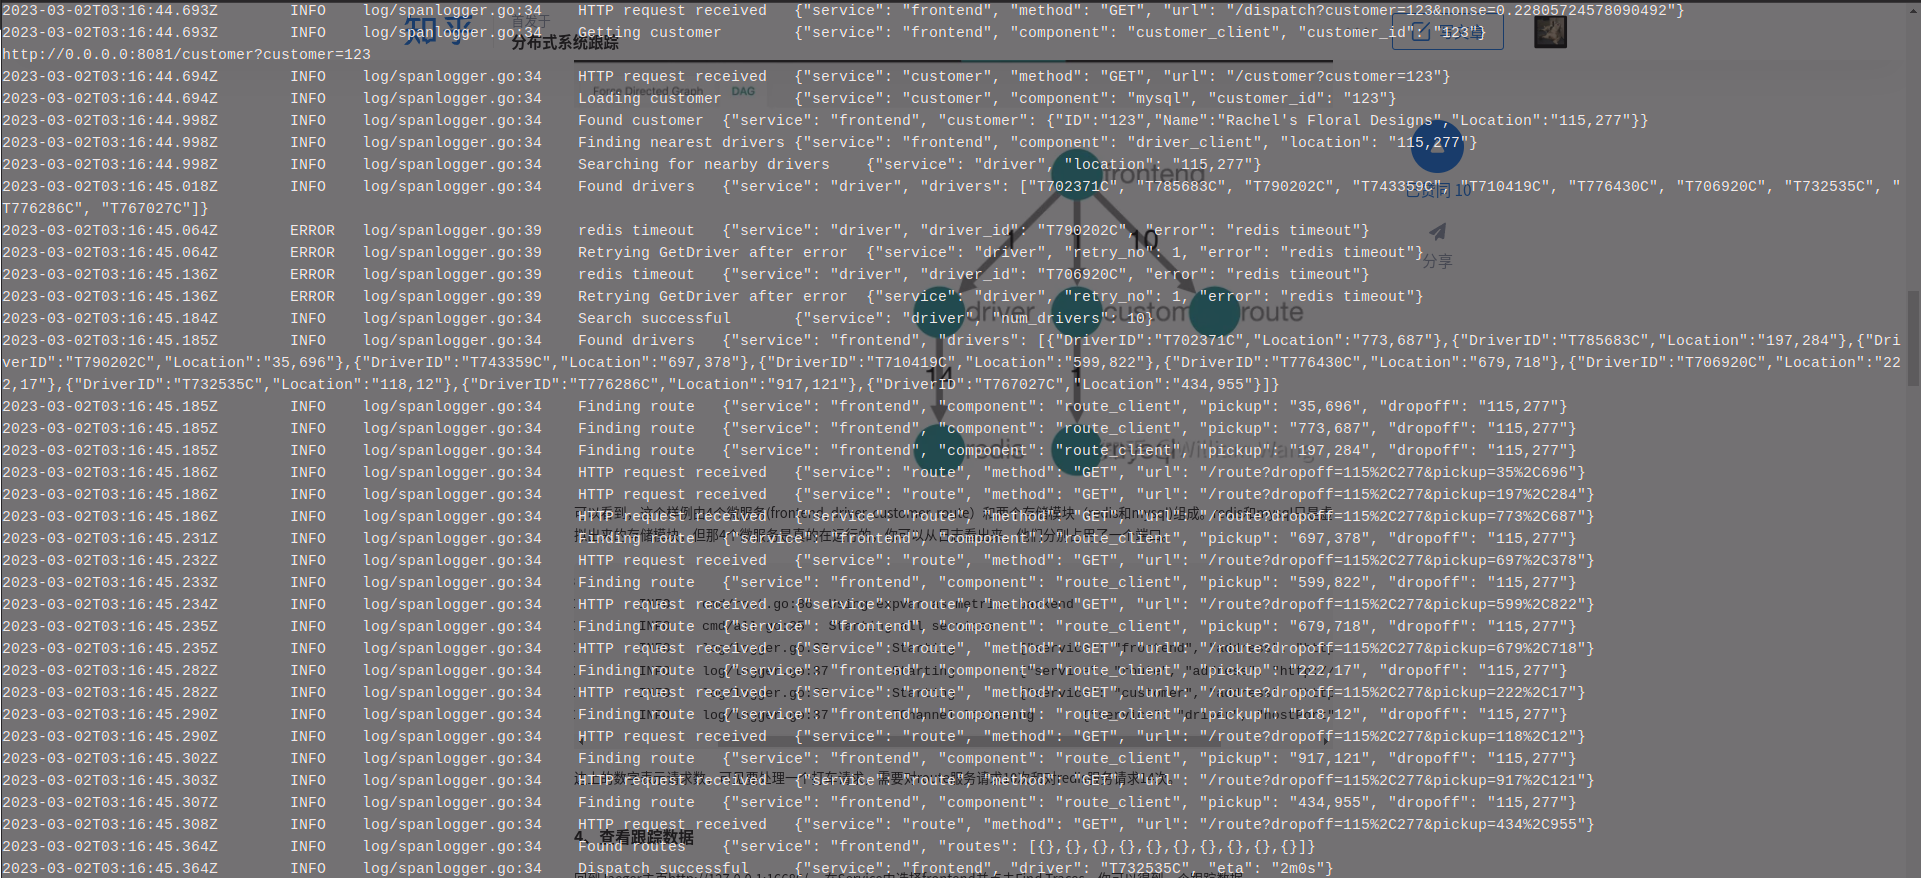 2023-03-02T03:16:44.693Z INFO log/spanlogger.go:34 HTTP request received {"service": "frontend", "method": "GET", "url": "/dispatch?customer=123&nonse=0.22805724578090492"}
2023-03-02T03:16:44.693Z INFO log/spanlogger.go:34 Getting customer {"service": "frontend", "component": "customer_client", "customer_id": "123"}
知乎
首发于
分布式系统跟踪
http://0.0.0.0:8081/customer?customer=123
2023-03-02T03:16:44.694Z INFO log/spanlogger.go:34 HTTP request received {"service": "customer", "method": "GET", "url": "/customer?customer=123"}
Force Directed Graph DAG
2023-03-02T03:16:44.694Z INFO log/spanlogger.go:34 Loading customer {"service": "customer", "component": "mysql", "customer_id": "123"}
2023-03-02T03:16:44.998Z INFO log/spanlogger.go:34 Found customer {"service": "frontend", "customer": {"ID":"123","Name":"Rachel's Floral Designs","Location":"115,277"}}
2023-03-02T03:16:44.998Z INFO log/spanlogger.go:34 Finding nearest drivers {"service": "frontend", "component": "driver_client", "location": "115,277"}
2023-03-02T03:16:44.998Z INFO log/spanlogger.go:34 Searching for nearby drivers {"service": "driver", "location": "115,277"}
frontend
2023-03-02T03:16:45.018Z INFO log/spanlogger.go:34 Found drivers {"service": "driver", "drivers": ["T702371C", "T785683C", "T790202C", "T743359C", "T710419C", "T776430C", "T706920C", "T732535C", "
已赞同 10
T776286C", "T767027C"]}
2023-03-02T03:16:45.064Z ERROR log/spanlogger.go:39 redis timeout {"service": "driver", "driver_id": "T790202C", "error": "redis timeout"}
1 10
2023-03-02T03:16:45.064Z ERROR log/spanlogger.go:39 Retrying GetDriver after error {"service": "driver", "retry_no": 1, "error": "redis timeout"}
分享
2023-03-02T03:16:45.136Z ERROR log/spanlogger.go:39 redis timeout {"service": "driver", "driver_id": "T706920C", "error": "redis timeout"}
2023-03-02T03:16:45.136Z ERROR log/spanlogger.go:39 Retrying GetDriver after error {"service": "driver", "retry_no": 1, "error": "redis timeout"}
driver custom route
2023-03-02T03:16:45.184Z INFO log/spanlogger.go:34 Search successful {"service": "driver", "num_drivers": 10}
2023-03-02T03:16:45.185Z INFO log/spanlogger.go:34 Found drivers {"service": "frontend", "drivers": [{"DriverID":"T702371C","Location":"773,687"},{"DriverID":"T785683C","Location":"197,284"},{"Dri
verID":"T790202C","Location":"35,696"},{"DriverID":"T743359C","Location":"697,378"},{"DriverID":"T710419C","Location":"599,822"},{"DriverID":"T776430C","Location":"679,718"},{"DriverID":"T706920C","Location":"22
14 1
2,17"},{"DriverID":"T732535C","Location":"118,12"},{"DriverID":"T776286C","Location":"917,121"},{"DriverID":"T767027C","Location":"434,955"}]}
2023-03-02T03:16:45.185Z INFO log/spanlogger.go:34 Finding route {"service": "frontend", "component": "route_client", "pickup": "35,696", "dropoff": "115,277"}
2023-03-02T03:16:45.185Z INFO log/spanlogger.go:34 Finding route {"service": "frontend", "component": "route_client", "pickup": "773,687", "dropoff": "115,277"}
2023-03-02T03:16:45.185Z INFO log/spanlogger.go:34 Finding route {"service": "frontend", "component": "route_client", "pickup": "197,284", "dropoff": "115,277"}
redis mysql
2023-03-02T03:16:45.186Z INFO log/spanlogger.go:34 HTTP request received {"service": "route", "method": "GET", "url": "/route?dropoff=115%2C277&pickup=35%2C696"}
2023-03-02T03:16:45.186Z INFO log/spanlogger.go:34 HTTP request received {"service": "route", "method": "GET", "url": "/route?dropoff=115%2C277&pickup=197%2C284"}
2023-03-02T03:16:45.186Z INFO log/spanlogger.go:34 HTTP request received {"service": "route", "method": "GET", "url": "/route?dropoff=115%2C277&pickup=773%2C687"}
2023-03-02T03:16:45.231Z INFO log/spanlogger.go:34 Finding route {"service": "frontend", "component": "route_client", "pickup": "697,378", "dropoff": "115,277"}
2023-03-02T03:16:45.232Z INFO log/spanlogger.go:34 HTTP request received {"service": "route", "method": "GET", "url": "/route?dropoff=115%2C277&pickup=697%2C378"}
2023-03-02T03:16:45.233Z INFO log/spanlogger.go:34 Finding route {"service": "frontend", "component": "route_client", "pickup": "599,822", "dropoff": "115,277"}
2023-03-02T03:16:45.234Z INFO log/spanlogger.go:34 HTTP request received {"service": "route", "method": "GET", "url": "/route?dropoff=115%2C277&pickup=599%2C822"}
2023-03-02T03:16:45.235Z INFO log/spanlogger.go:34 Finding route {"service": "frontend", "component": "route_client", "pickup": "679,718", "dropoff": "115,277"}
2023-03-02T03:16:45.235Z INFO log/spanlogger.go:34 HTTP request received {"service": "route", "method": "GET", "url": "/route?dropoff=115%2C277&pickup=679%2C718"}
2023-03-02T03:16:45.282Z INFO log/spanlogger.go:34 Finding route {"service": "frontend", "component": "route_client", "pickup": "222,17", "dropoff": "115,277"}
2023-03-02T03:16:45.282Z INFO log/spanlogger.go:34 HTTP request received {"service": "route", "method": "GET", "url": "/route?dropoff=115%2C277&pickup=222%2C17"}
2023-03-02T03:16:45.290Z INFO log/spanlogger.go:34 Finding route {"service": "frontend", "component": "route_client", "pickup": "118,12", "dropoff": "115,277"}
2023-03-02T03:16:45.290Z INFO log/spanlogger.go:34 HTTP request received {"service": "route", "method": "GET", "url": "/route?dropoff=115%2C277&pickup=118%2C12"}
2023-03-02T03:16:45.302Z INFO log/spanlogger.go:34 Finding route {"service": "frontend", "component": "route_client", "pickup": "917,121", "dropoff": "115,277"}
2023-03-02T03:16:45.303Z INFO log/spanlogger.go:34 HTTP request received {"service": "route", "method": "GET", "url": "/route?dropoff=115%2C277&pickup=917%2C121"}
2023-03-02T03:16:45.307Z INFO log/spanlogger.go:34 Finding route {"service": "frontend", "component": "route_client", "pickup": "434,955", "dropoff": "115,277"}
2023-03-02T03:16:45.308Z INFO log/spanlogger.go:34 HTTP request received {"service": "route", "method": "GET", "url": "/route?dropoff=115%2C277&pickup=434%2C955"}
查看跟踪数据
2023-03-02T03:16:45.364Z INFO log/spanlogger.go:34 Found routes {"service": "frontend", "routes": [{},{},{},{},{},{},{},{},{},{}]}
2023-03-02T03:16:45.364Z INFO log/spanlogger.go:34 Dispatch successful {"service": "frontend", "driver": "T732535C", "eta": "2m0s"}